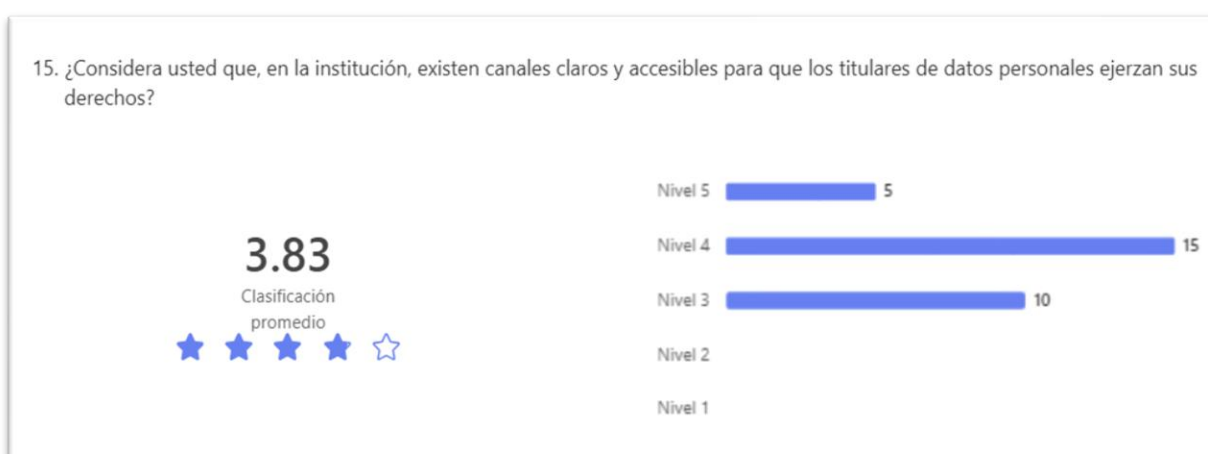 15. ¿Considera usted que, en la institución, existen canales claros y accesibles para que los titulares de datos personales ejerzan sus
derechos?
3.83
Clasificación
promedio
Nivel 5 5
Nivel 4 15
Nivel 3 10
Nivel 2
Nivel 1